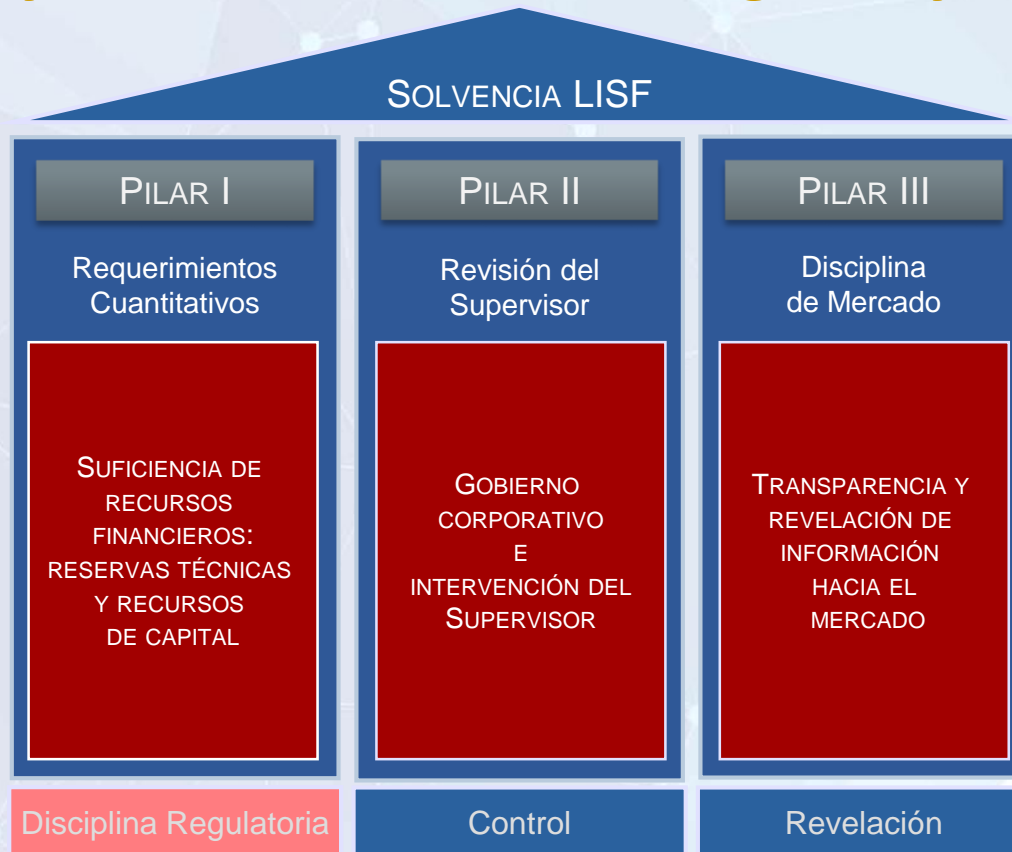 SOLVENCIA LISF
PILAR I
Requerimientos
Cuantitativos
SUFICIENCIA DE
RECURSOS
FINANCIEROS:
RESERVAS TÉCNICAS
Y RECURSOS
DE CAPITAL
Disciplina Regulatoria
PILAR II
Revisión del
Supervisor
GOBIERNO
CORPORATIVO
E
INTERVENCIÓN DEL
SUPERVISOR
Control
PILAR III
Disciplina
de Mercado
TRANSPARENCIA Y
REVELACIÓN DE
INFORMACIÓN
HACIA EL
MERCADO
Revelación